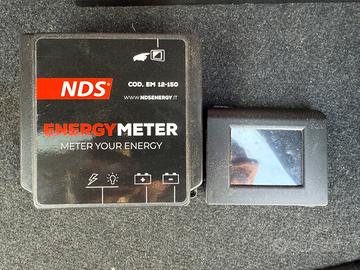 NDS®
COD. EM 12-150
WWW.NDSENERGY.IT
ENERGYMETER
METER YOUR ENERGY